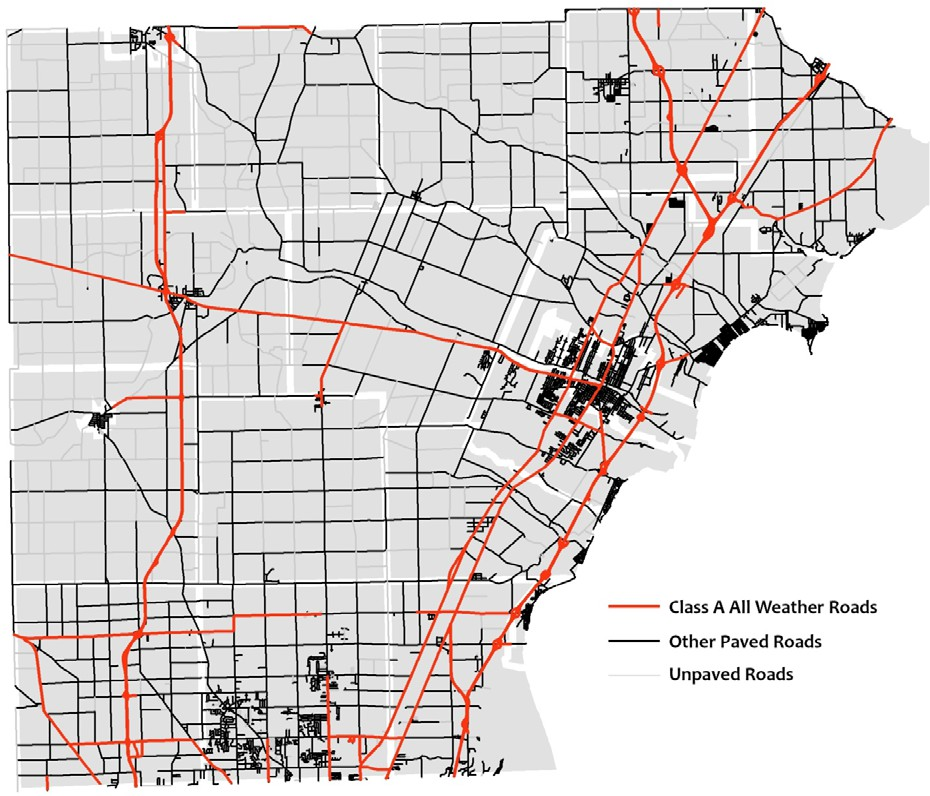 Class A All Weather Roads
Other Paved Roads
Unpaved Roads